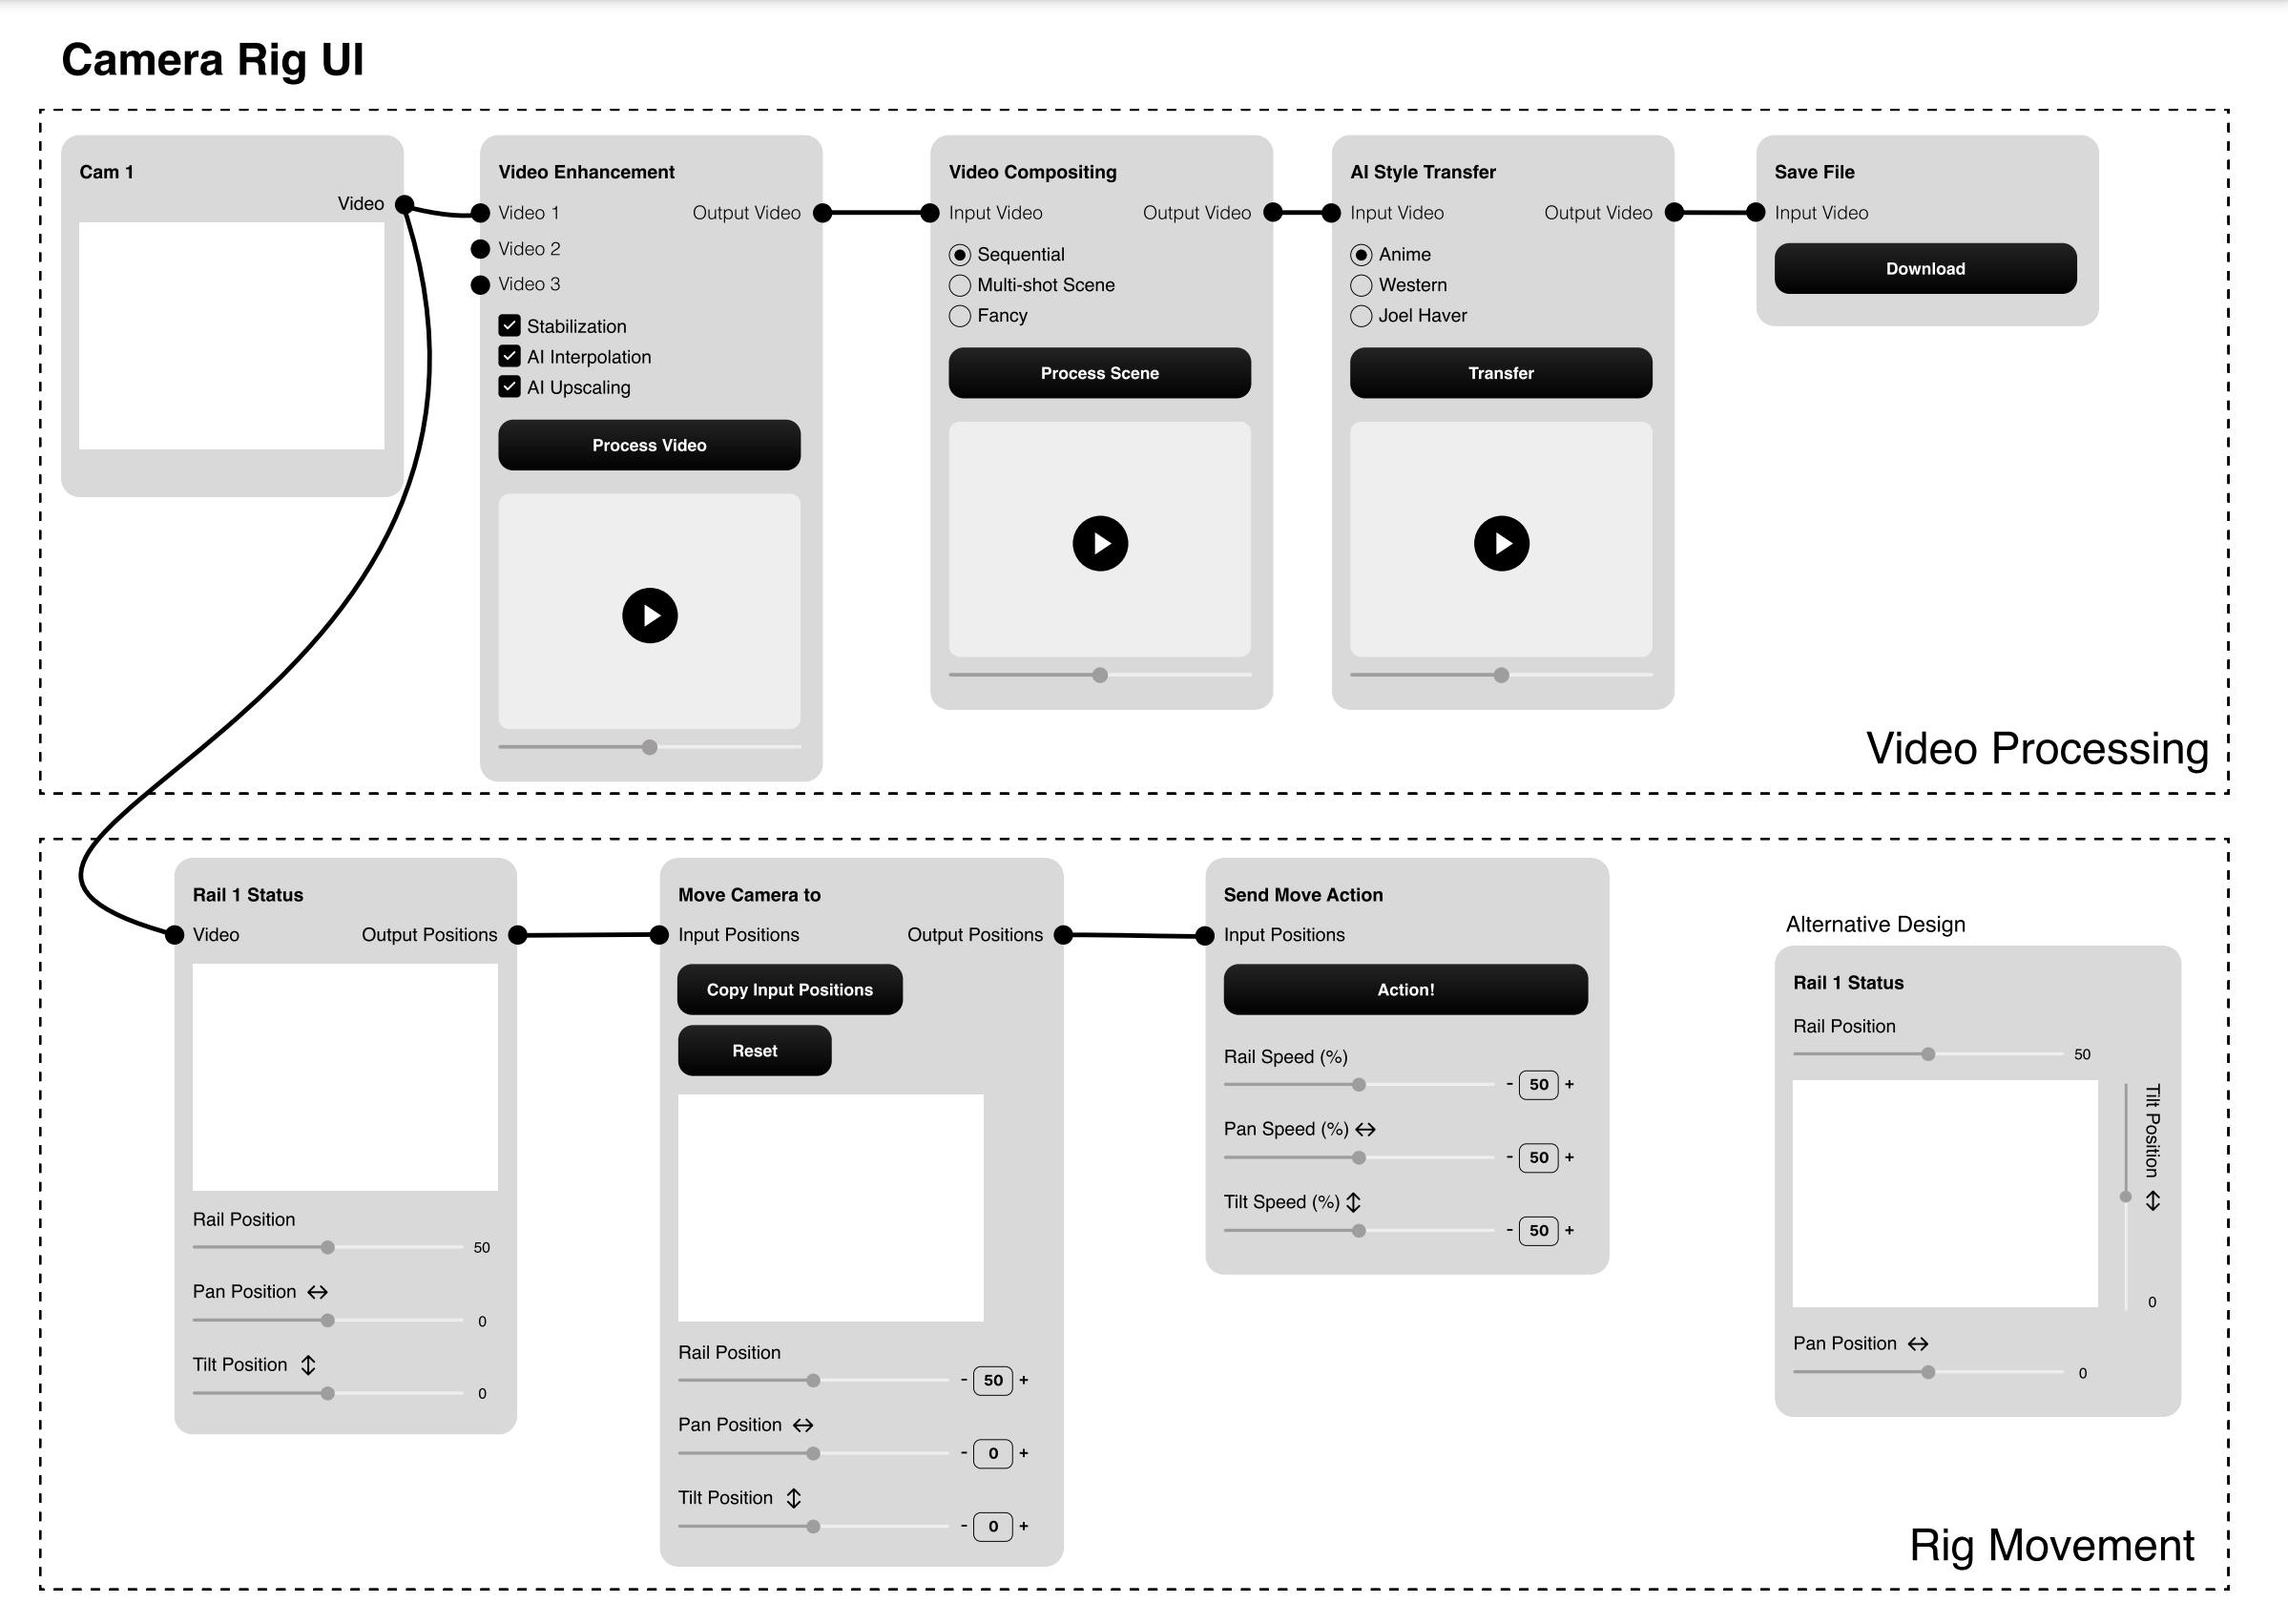 Camera Rig UI
Cam 1
Video
Video Enhancement
Video 1 Output Video
Video 2
Video 3
Stabilization
AI Interpolation
AI Upscaling
Process Video
Video Compositing
Input Video Output Video
Sequential
Multi-shot Scene
Fancy
Process Scene
AI Style Transfer
Input Video Output Video
Anime
Western
Joel Haver
Transfer
Save File
Input Video
Download
Video Processing
Rail 1 Status
Video Output Positions
Rail Position
50
Pan Position ↔
0
Tilt Position ↕
0
Move Camera to
Input Positions Output Positions
Copy Input Positions
Reset
Rail Position
- 50 +
Pan Position ↔
- 0 +
Tilt Position ↕
- 0 +
Send Move Action
Input Positions
Action!
Rail Speed (%)
- 50 +
Pan Speed (%) ↔
- 50 +
Tilt Speed (%) ↕
- 50 +
Alternative Design
Rail 1 Status
Rail Position
50
Tilt Position ↕
0
Pan Position ↔
0
Rig Movement